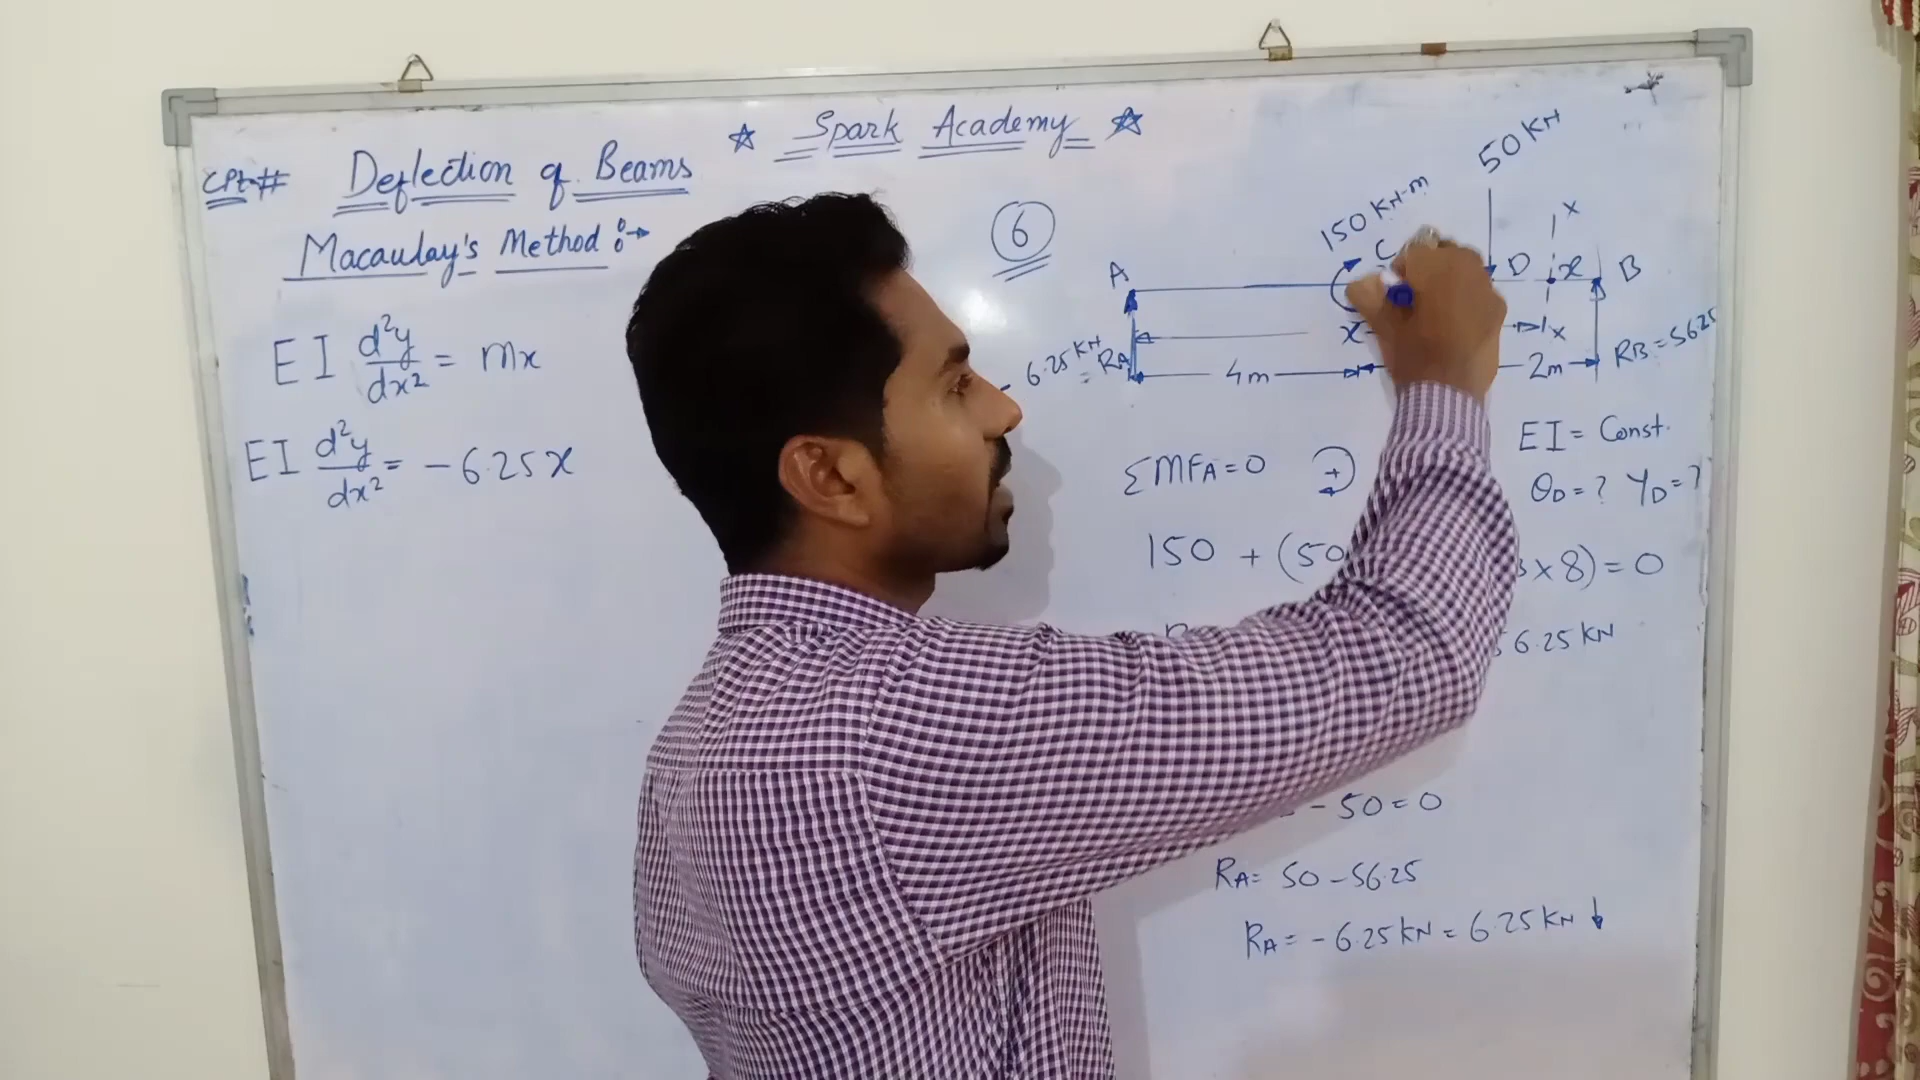 ☆ Spark Academy ☆
CPt-#
Deflection of Beams
Macaulay's Method :→
EI d²y/dx² = Mx
EI d²y/dx² = - 6.25x
6
50 KN
150 KN-m
x
A
C
D
x
B
x
x
- 6.25 KN = RA
4m
2m
RB = 56.25
EI = Const.
ΣMFA = 0
+
θD = ? YD = ?
150 + (50
x 8) = 0
56.25 KN
- 50 = 0
RA = 50 - 56.25
RA = - 6.25 KN = 6.25 KN ↓